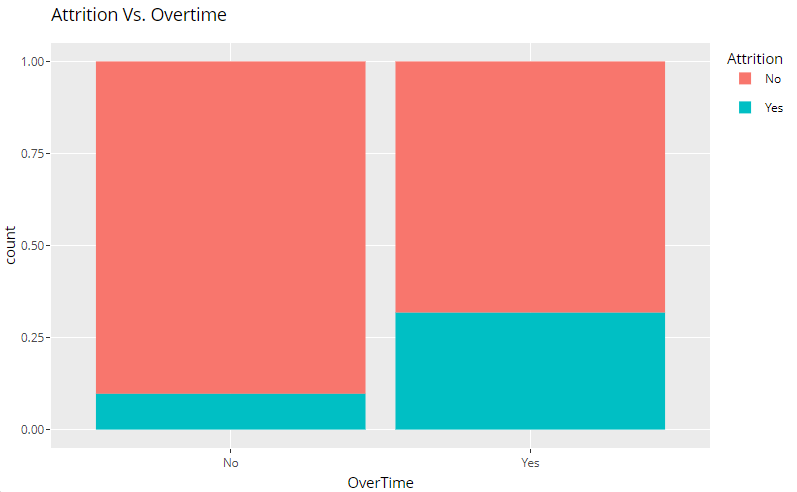 Attrition Vs. Overtime
Attrition
No
Yes
1.00
0.75
0.50
0.25
0.00
count
No
Yes
OverTime